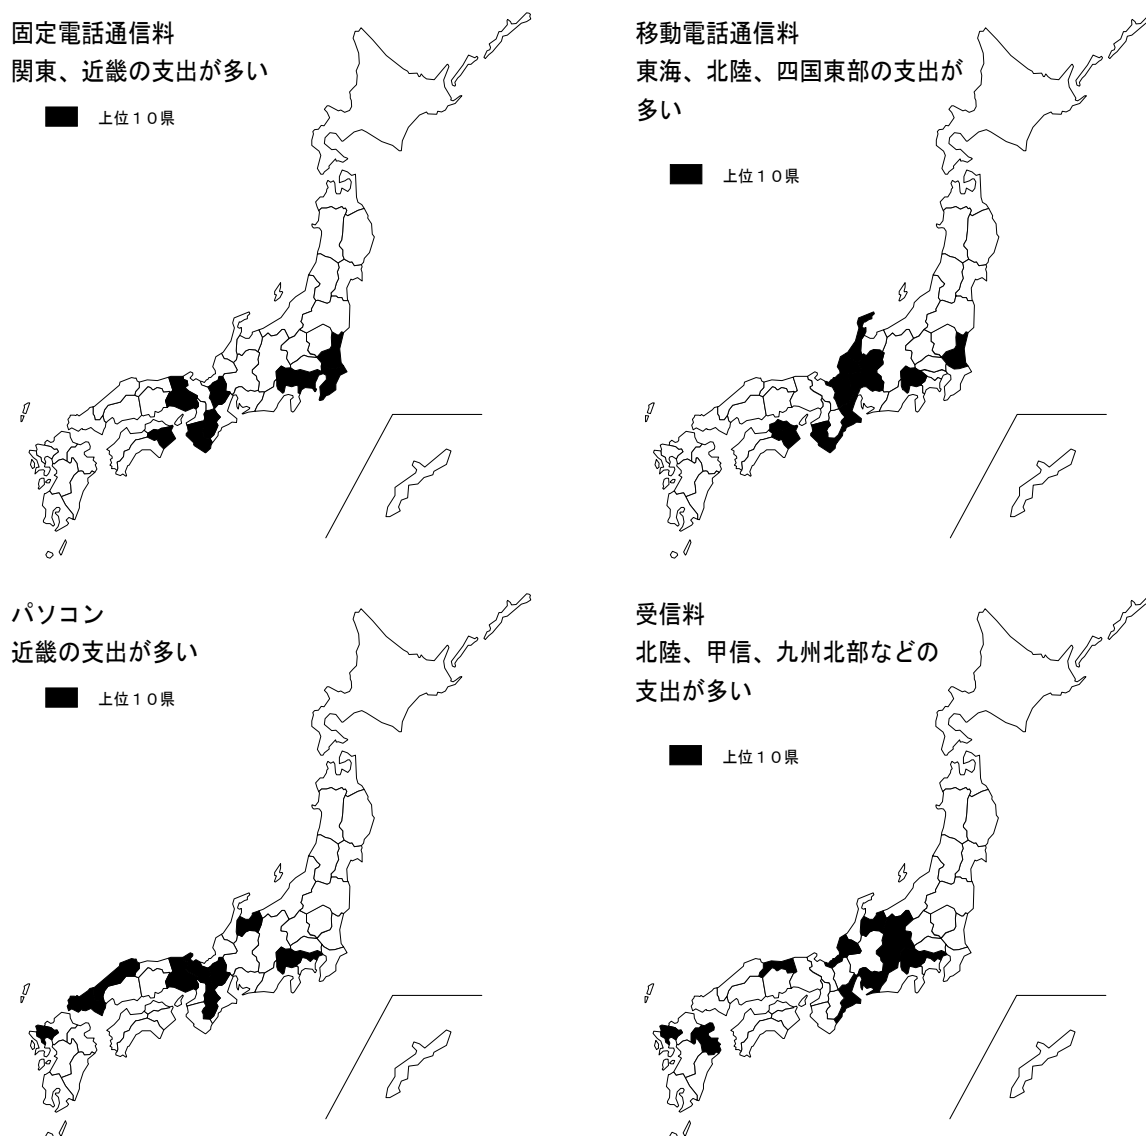 固定電話通信料
関東、近畿の支出が多い
上位１０県
移動電話通信料
東海、北陸、四国東部の支出が
多い
上位１０県
パソコン
近畿の支出が多い
上位１０県
受信料
北陸、甲信、九州北部などの
支出が多い
上位１０県